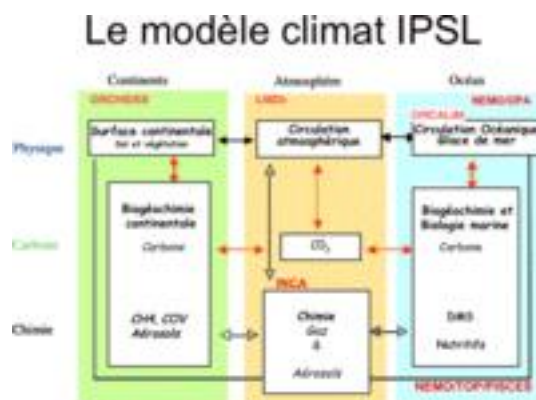 Le modèle climat IPSL
Continents
Atmosphère
Océan
ORCHIDEE
LMDz
NEMO/OPA
ORCALIM
Physique
Surface continentale
Sol et végétation
Circulation
atmosphérique
Circulation Océanique
Glace de mer
Carbone
Biogéochimie
continentale
Carbone
CO₂
Biogéochimie et
Biologie marine
Carbone
INCA
Chimie
CH4, COV
Aérosols
Chimie
Gaz
&
Aérosols
DMS
Nutritifs
NEMO/TOP/PISCES